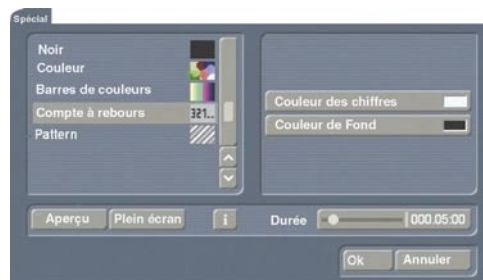 Spécial
Noir
Couleur
Barres de couleurs
Compte à rebours 321..
Pattern
Couleur des chiffres
Couleur de Fond
Aperçu Plein écran i Durée 000.05:00
Ok Annuler